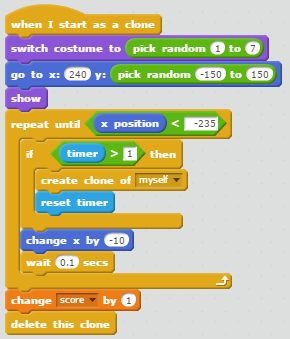 when I start as a clone
switch costume to pick random 1 to 7
go to x: 240 y: pick random -150 to 150
show
repeat until x position < -235
if timer > 1 then
create clone of myself
reset timer
change x by -10
wait 0.1 secs
change score by 1
delete this clone